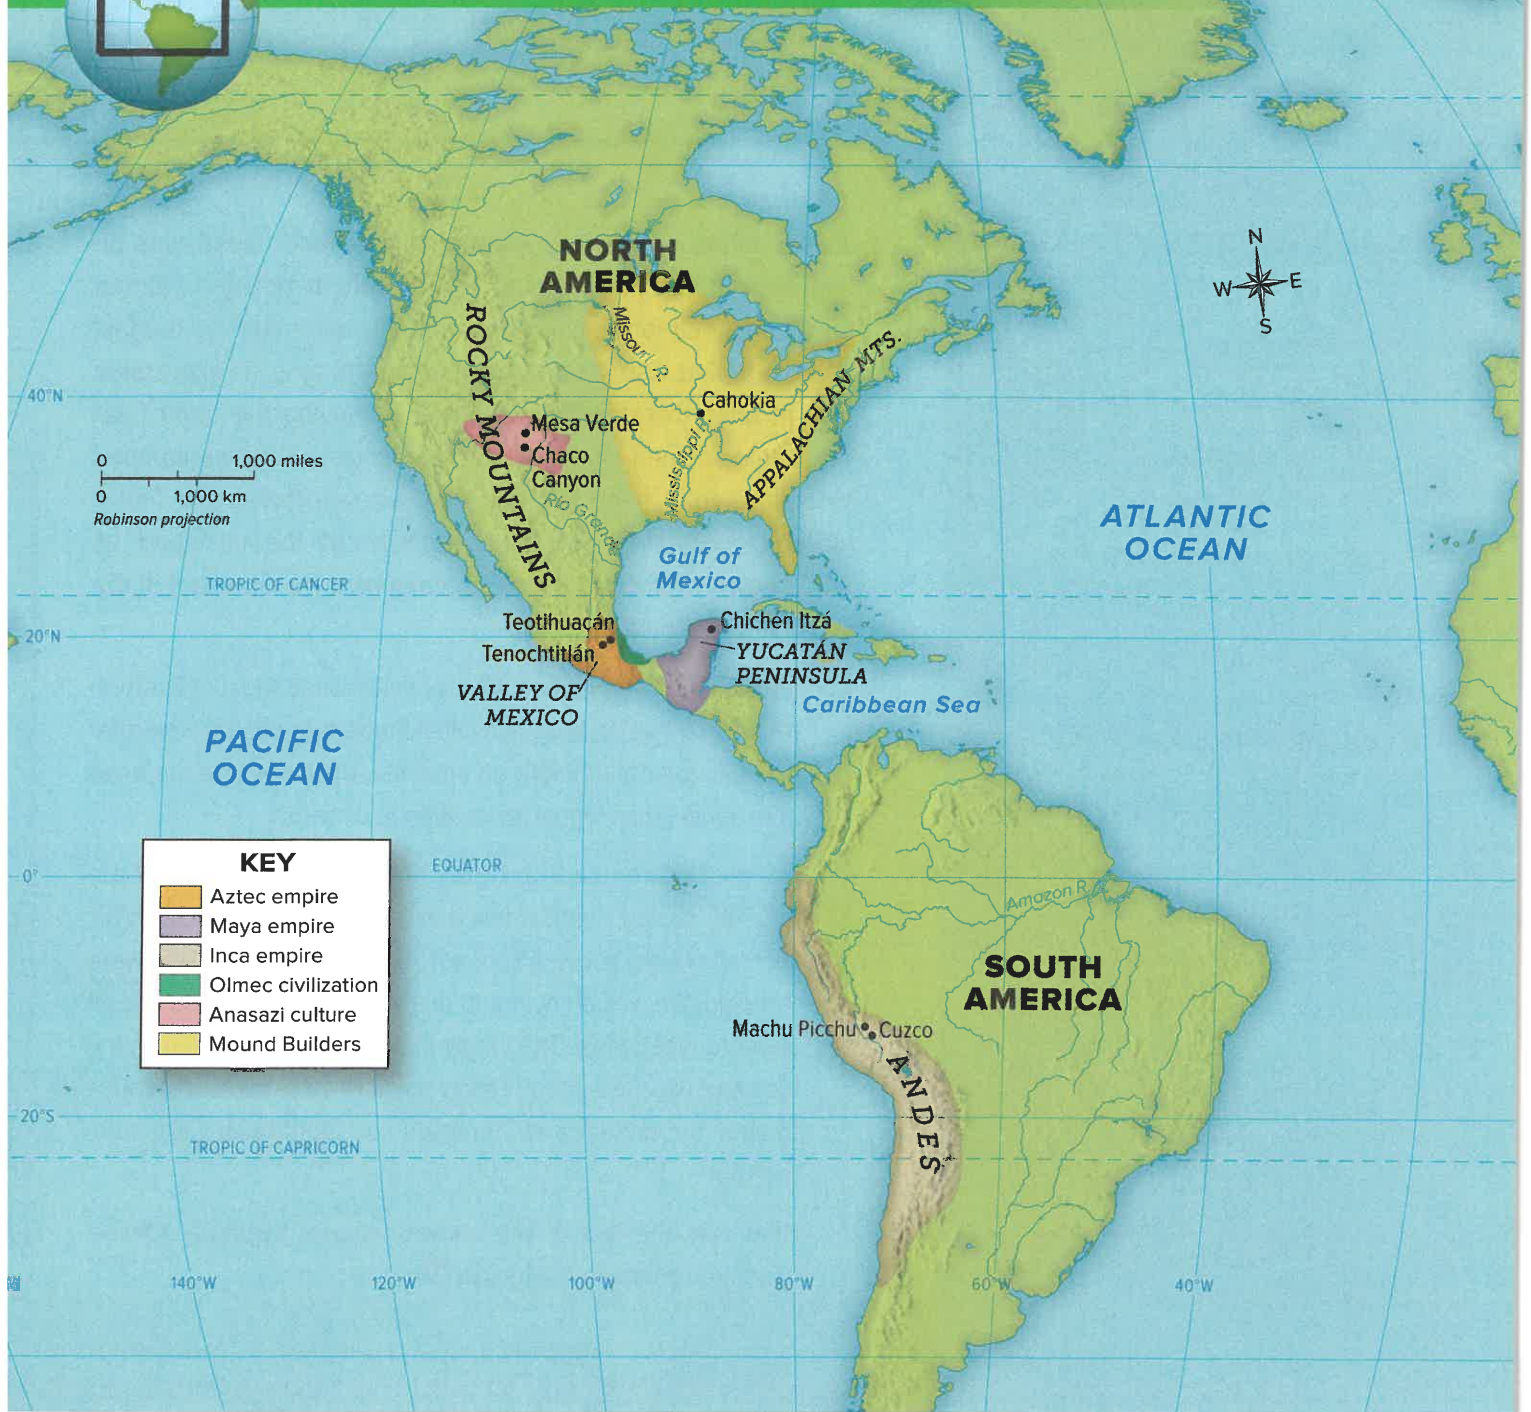 NORTH
AMERICA
N
W
E
S
ROCKY MOUNTAINS
Missouri R.
APPALACHIAN MTS.
40°N
Cahokia
Mesa Verde
Chaco
Canyon
Mississippi R.
Rio Grande
0
1,000 miles
0
1,000 km
Robinson projection
ATLANTIC
OCEAN
Gulf of
Mexico
TROPIC OF CANCER
20°N
Teotihuacán
Tenochtitlán
Chichen Itzá
YUCATÁN
PENINSULA
VALLEY OF
MEXICO
Caribbean Sea
PACIFIC
OCEAN
KEY
Aztec empire
Maya empire
Inca empire
Olmec civilization
Anasazi culture
Mound Builders
EQUATOR
0°
Amazon R.
SOUTH
AMERICA
Machu Picchu
Cuzco
ANDES
20°S
TROPIC OF CAPRICORN
140°W
120°W
100°W
80°W
60°W
40°W